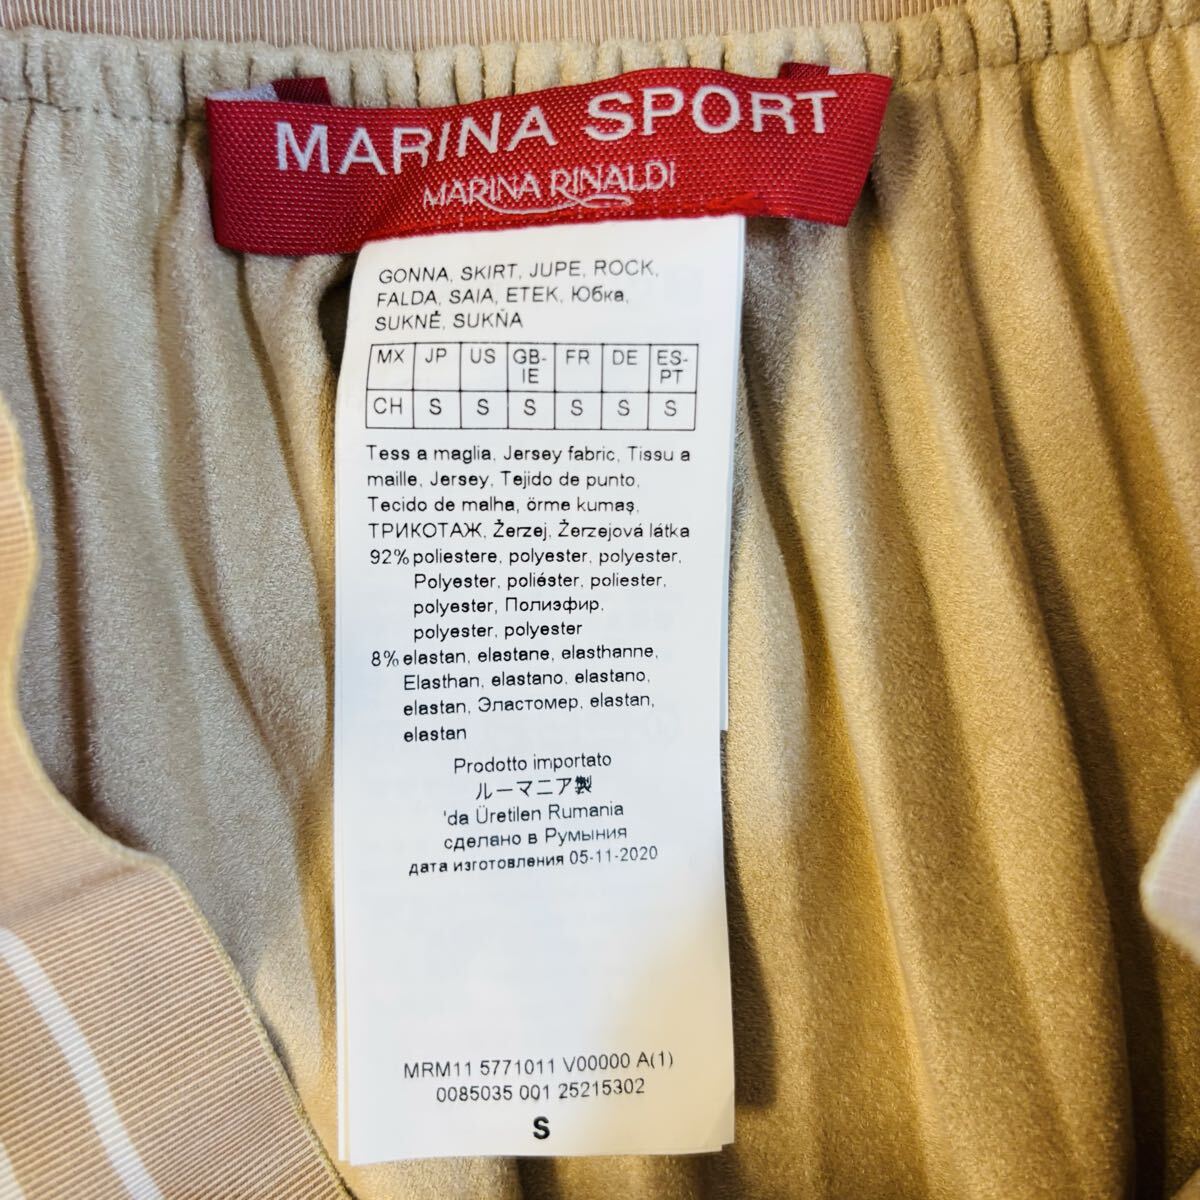 MARINA SPORT
MARINA RINALDI
GONNA, SKIRT, JUPE, ROCK,
FALDA, SAIA, ETEK, Юбка,
SUKNĚ, SUKŇA
MX JP US GB-IE FR DE ES-PT
CH S S S S S S
Tess a maglia, Jersey fabric, Tissu a
maille, Jersey, Tejido de punto,
Tecido de malha, örme kumaş,
ТРИКОТАЖ, Žerzej, Žerzejová látka
92% poliestere, polyester, polyester,
Polyester, poliéster, poliester,
polyester, Полиэфир,
polyester, polyester
8% elastan, elastane, elasthanne,
Elasthan, elastano, elastano,
elastan, Эластомер, elastan,
elastan
Prodotto importato
ルーマニア製
'da Üretilen Rumania
сделано в Румыния
дата изготовления 05-11-2020
MRM11 5771011 V00000 A(1)
0085035 001 25215302
S